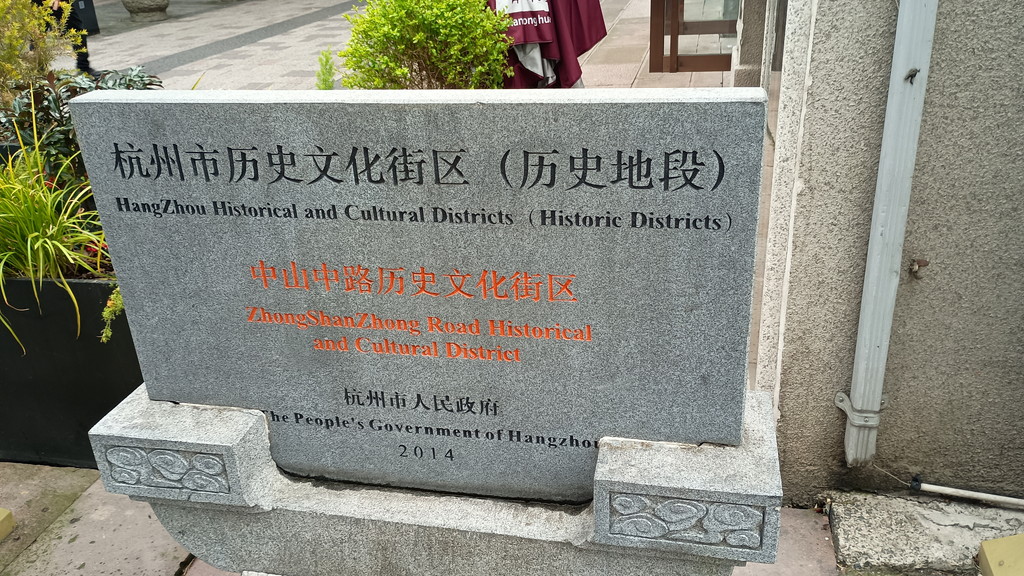 杭州市历史文化街区（历史地段）
HangZhou Historical and Cultural Districts （Historic Districts）
中山中路历史文化街区
ZhongShanZhong Road Historical
and Cultural District
杭州市人民政府
The People's Government of Hangzhou
2014